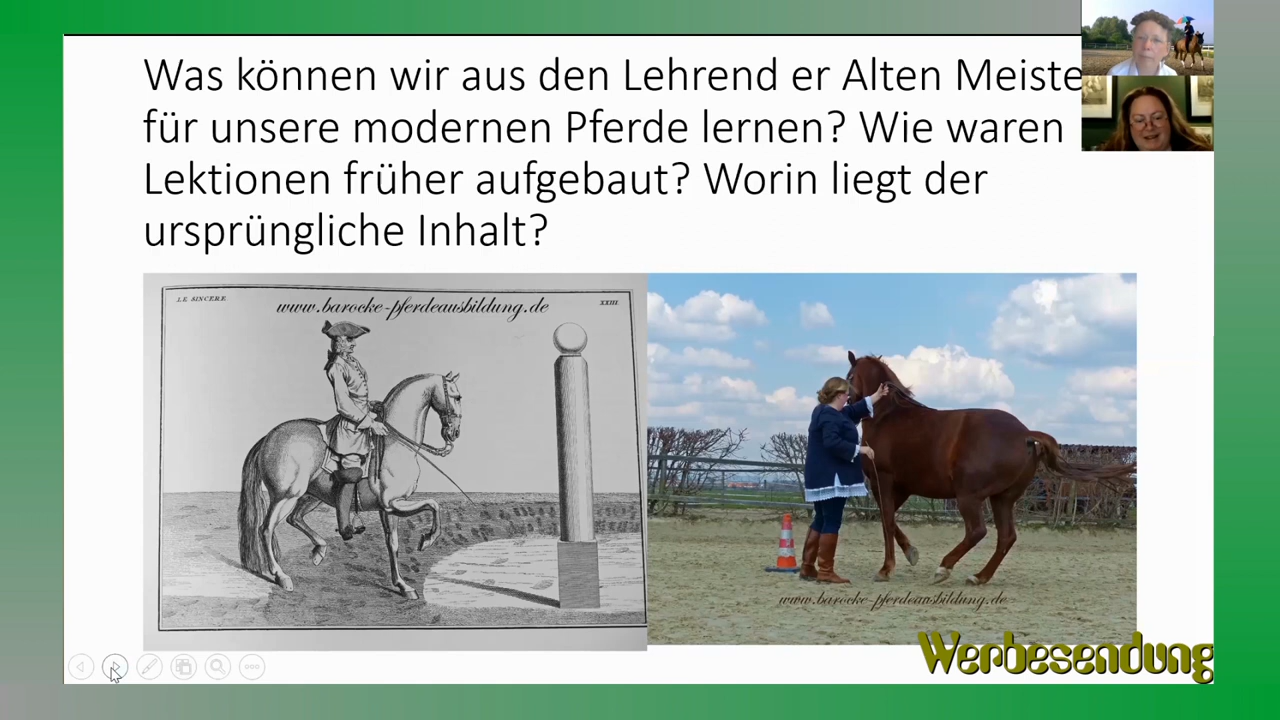 Was können wir aus den Lehrend er Alten Meiste
für unsere modernen Pferde lernen? Wie waren
Lektionen früher aufgebaut? Worin liegt der
ursprüngliche Inhalt?
J.E SINCERE.
XXIII.
www.barocke-pferdeausbildung.de
www.barocke-pferdeausbildung.de
Werbesendung